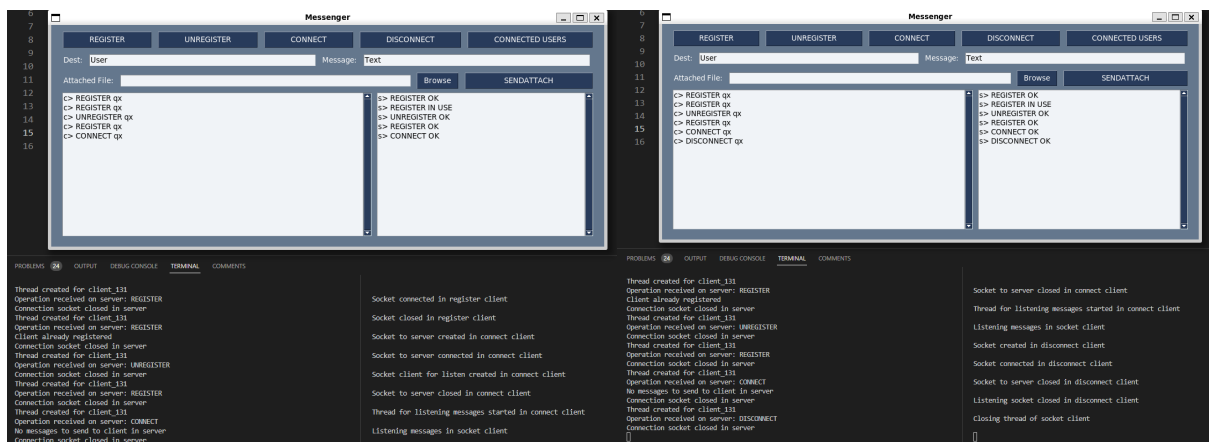 6
7
8
9
10
11
12
13
14
15
16
Messenger
REGISTER UNREGISTER CONNECT DISCONNECT CONNECTED USERS
Dest: User Message: Text
Attached File: Browse SENDATTACH
c> REGISTER qx
c> REGISTER qx
c> UNREGISTER qx
c> REGISTER qx
c> CONNECT qx
s> REGISTER OK
s> REGISTER IN USE
s> UNREGISTER OK
s> REGISTER OK
s> CONNECT OK
PROBLEMS 24 OUTPUT DEBUG CONSOLE TERMINAL COMMENTS
Thread created for client_131
Operation received on server: REGISTER
Connection socket closed in server
Thread created for client_131
Operation received on server: REGISTER
Client already registered
Connection socket closed in server
Thread created for client_131
Operation received on server: UNREGISTER
Connection socket closed in server
Thread created for client_131
Operation received on server: REGISTER
Connection socket closed in server
Thread created for client_131
Operation received on server: CONNECT
No messages to send to client in server
Connection socket closed in server
Socket connected in register client
Socket closed in register client
Socket to server created in connect client
Socket to server connected in connect client
Socket client for listen created in connect client
Socket to server closed in connect client
Thread for listening messages started in connect client
Listening messages in socket client
6
7
8
9
10
11
12
13
14
15
16
Messenger
REGISTER UNREGISTER CONNECT DISCONNECT CONNECTED USERS
Dest: User Message: Text
Attached File: Browse SENDATTACH
c> REGISTER qx
c> REGISTER qx
c> UNREGISTER qx
c> REGISTER qx
c> CONNECT qx
c> DISCONNECT qx
s> REGISTER OK
s> REGISTER IN USE
s> UNREGISTER OK
s> REGISTER OK
s> CONNECT OK
s> DISCONNECT OK
PROBLEMS 24 OUTPUT DEBUG CONSOLE TERMINAL COMMENTS
Thread created for client_131
Operation received on server: REGISTER
Client already registered
Connection socket closed in server
Thread created for client_131
Operation received on server: UNREGISTER
Connection socket closed in server
Thread created for client_131
Operation received on server: REGISTER
Connection socket closed in server
Thread created for client_131
Operation received on server: CONNECT
No messages to send to client in server
Connection socket closed in server
Thread created for client_131
Operation received on server: DISCONNECT
Connection socket closed in server
Socket to server closed in connect client
Thread for listening messages started in connect client
Listening messages in socket client
Socket created in disconnect client
Socket connected in disconnect client
Socket to server closed in disconnect client
Listening socket closed in disconnect client
Closing thread of socket client